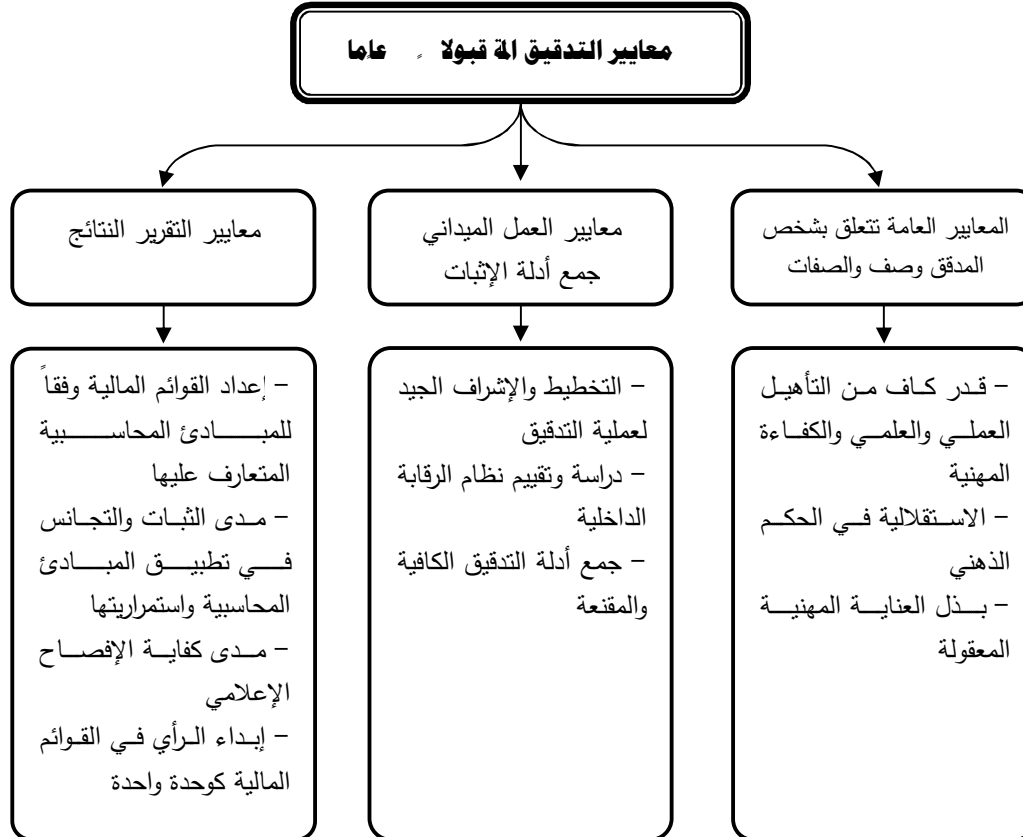 معايير التدقيق المقبولة عاما
المعايير العامة تتعلق بشخص
المدقق وصف والصفات
معايير العمل الميداني
جمع أدلة الإثبات
معايير التقرير النتائج
– قدر كاف من التأهيل
العملي والعلمي والكفاءة
المهنية
– الاستقلالية في الحكم
الذهني
– بذل العناية المهنية
المعقولة
– التخطيط والإشراف الجيد
لعملية التدقيق
– دراسة وتقييم نظام الرقابة
الداخلية
– جمع أدلة التدقيق الكافية
والمقنعة
– إعداد القوائم المالية وفقاً
للمبادئ المحاسبية
المتعارف عليها
– مدى الثبات والتجانس
في تطبيق المبادئ
المحاسبية واستمراريتها
– مدى كفاية الإفصاح
الإعلامي
– إبداء الرأي في القوائم
المالية كوحدة واحدة